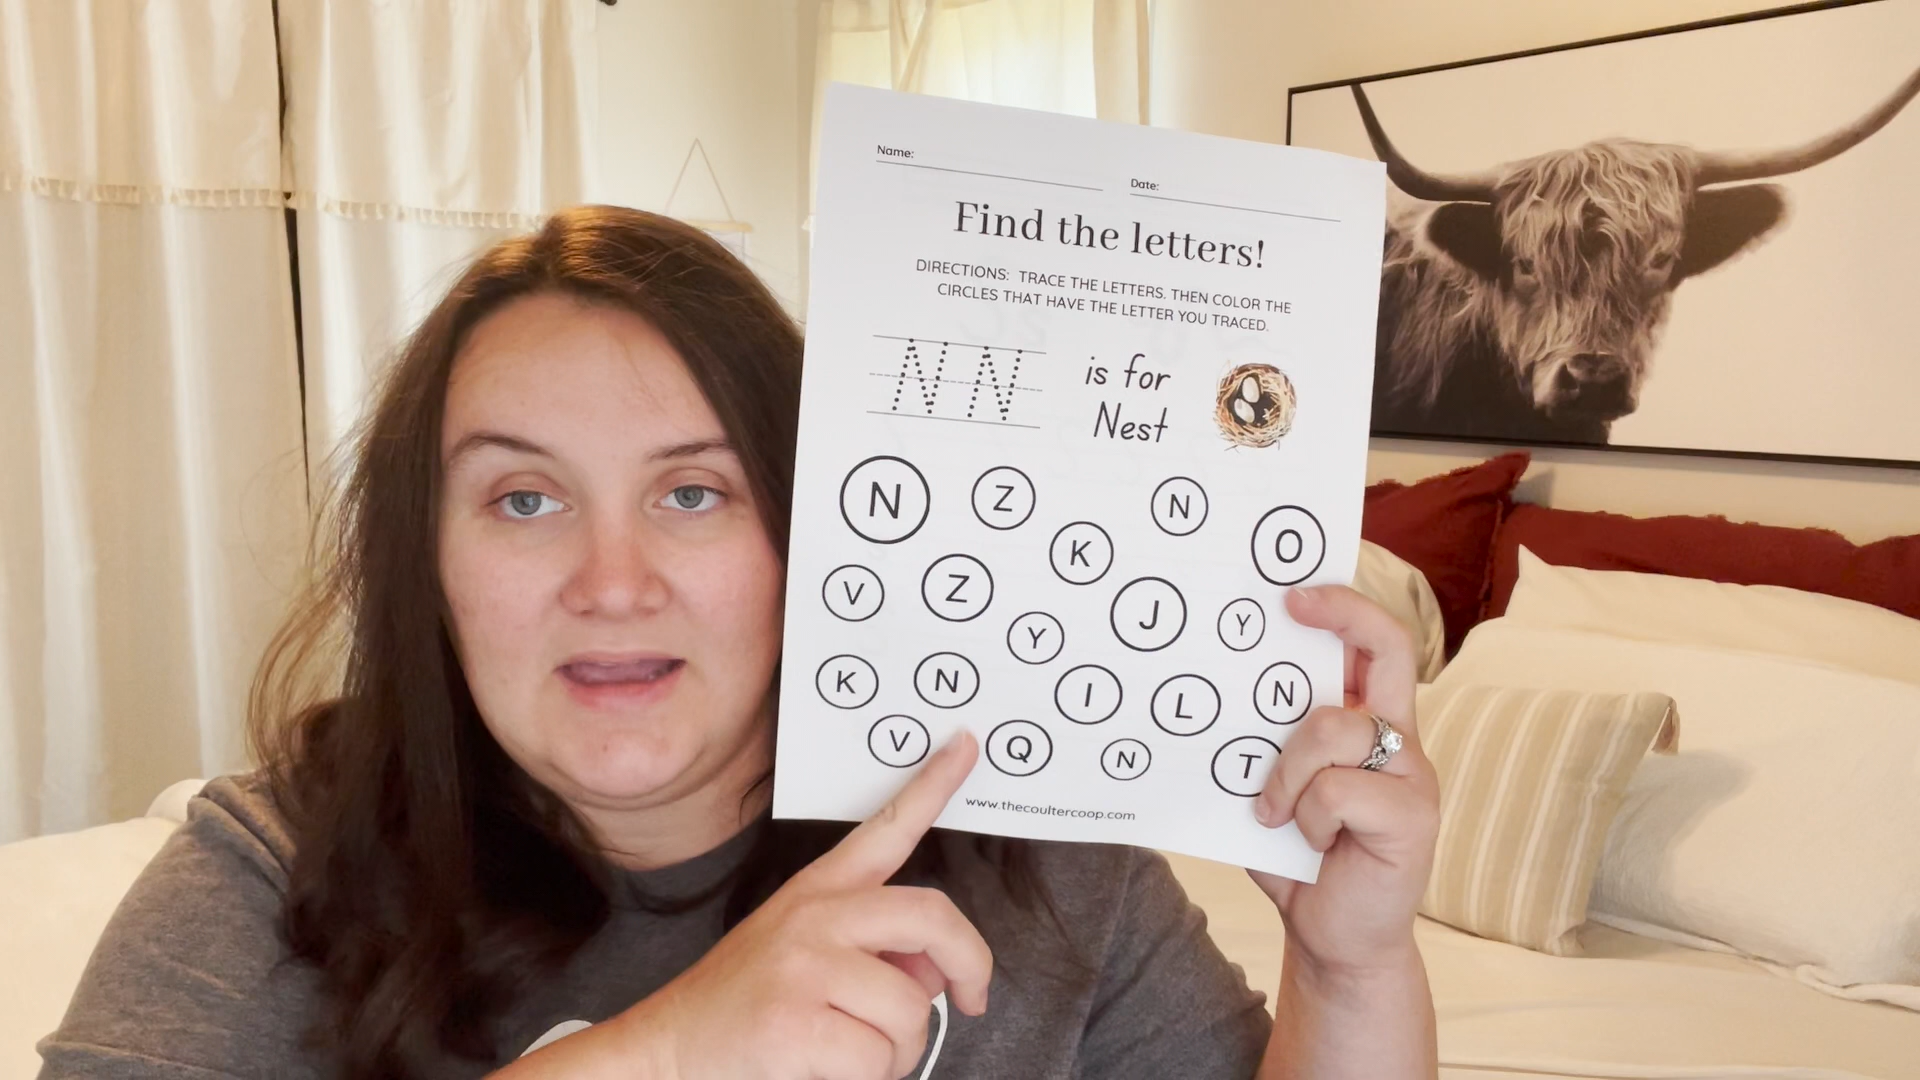 Name:
Date:
Find the letters!
DIRECTIONS: TRACE THE LETTERS. THEN COLOR THE
CIRCLES THAT HAVE THE LETTER YOU TRACED.
N N
is for
Nest
N Z N
K O
V Z J Y
Y
K N I L N
V Q N T
www.thecoultercoop.com